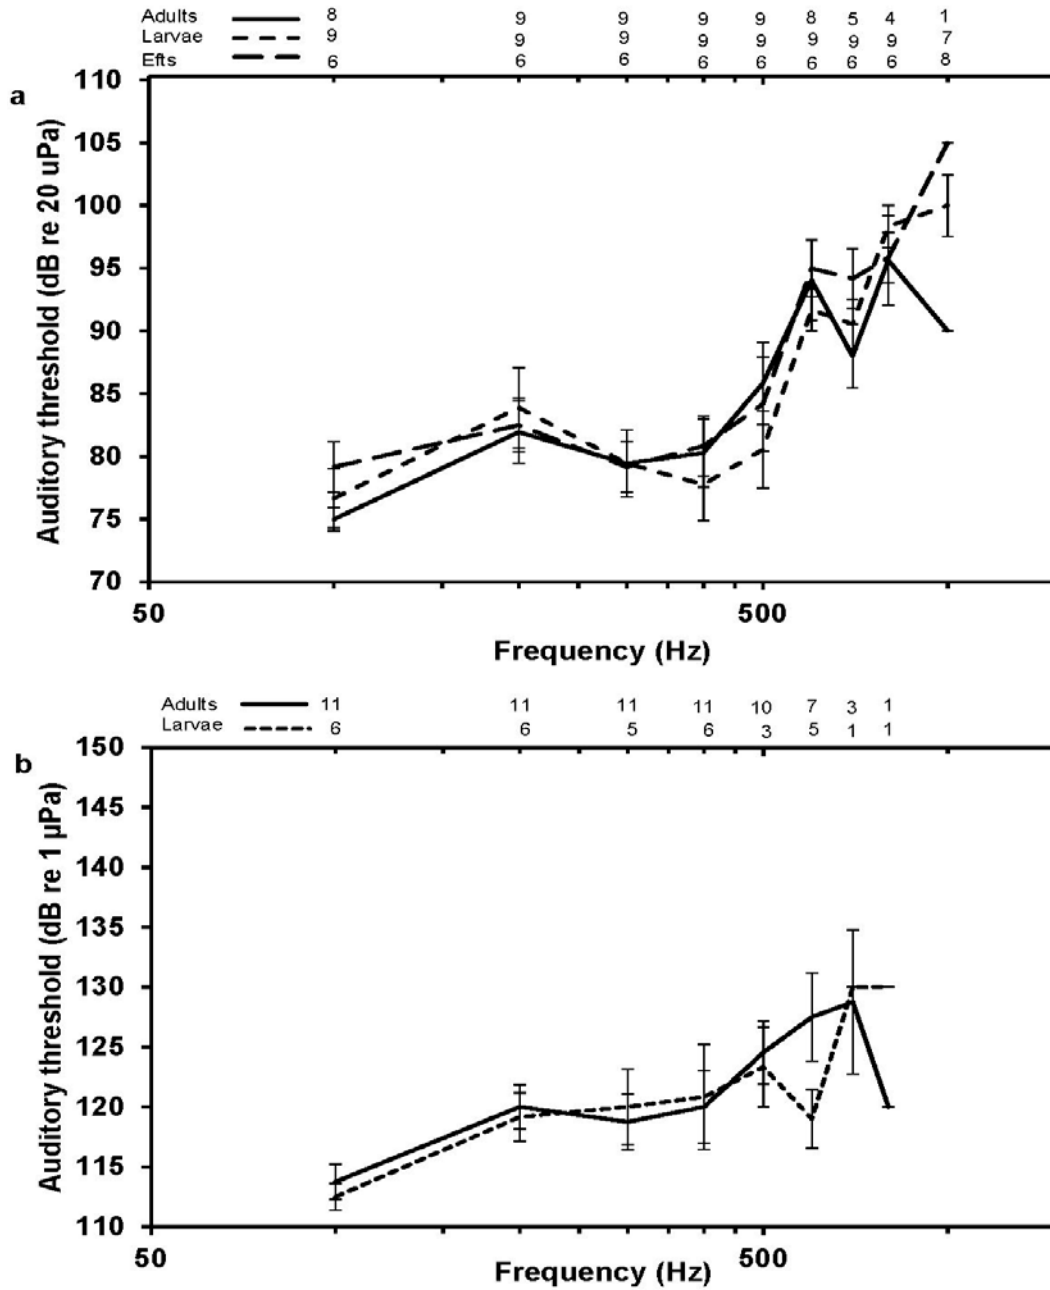 Adults 8 9 9 9 9 8 5 4 1
Larvae 9 9 9 9 9 9 9 9 7
Efts 6 6 6 6 6 6 6 6 8
a
110
105
100
95
90
85
80
75
70
Auditory threshold (dB re 20 uPa)
50 500
Frequency (Hz)
Adults 11 11 11 11 10 7 3 1
Larvae 6 6 5 6 3 5 1 1
b
150
145
140
135
130
125
120
115
110
Auditory threshold (dB re 1 µPa)
50 500
Frequency (Hz)